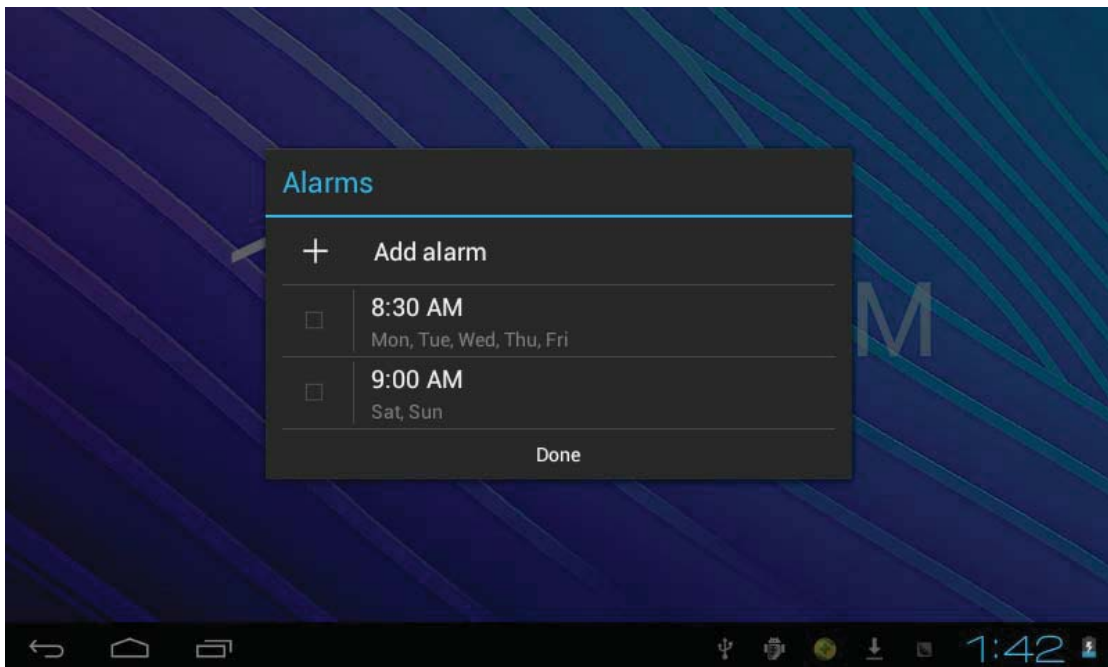 Alarms
Add alarm
8:30 AM
Mon, Tue, Wed, Thu, Fri
9:00 AM
Sat, Sun
Done
M
1:42